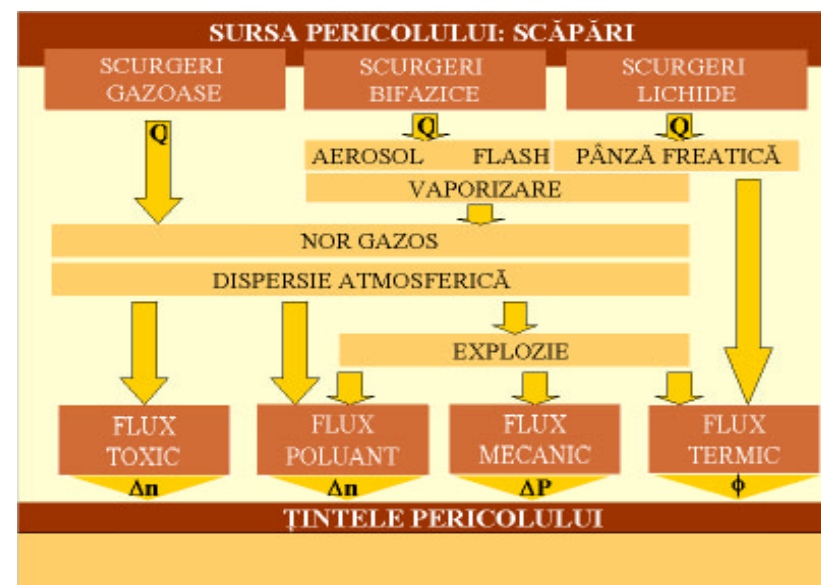 SURSA PERICOLULUI: SCĂPĂRI
SCURGERI GAZOASE
SCURGERI BIFAZICE
SCURGERI LICHIDE
Q
Q
Q
AEROSOL FLASH
PÂNZĂ FREATICĂ
VAPORIZARE
NOR GAZOS
DISPERSIE ATMOSFERICĂ
EXPLOZIE
FLUX TOXIC
FLUX POLUANT
FLUX MECANIC
FLUX TERMIC
Δn
Δn
ΔP
ϕ
ŢINTELE PERICOLULUI